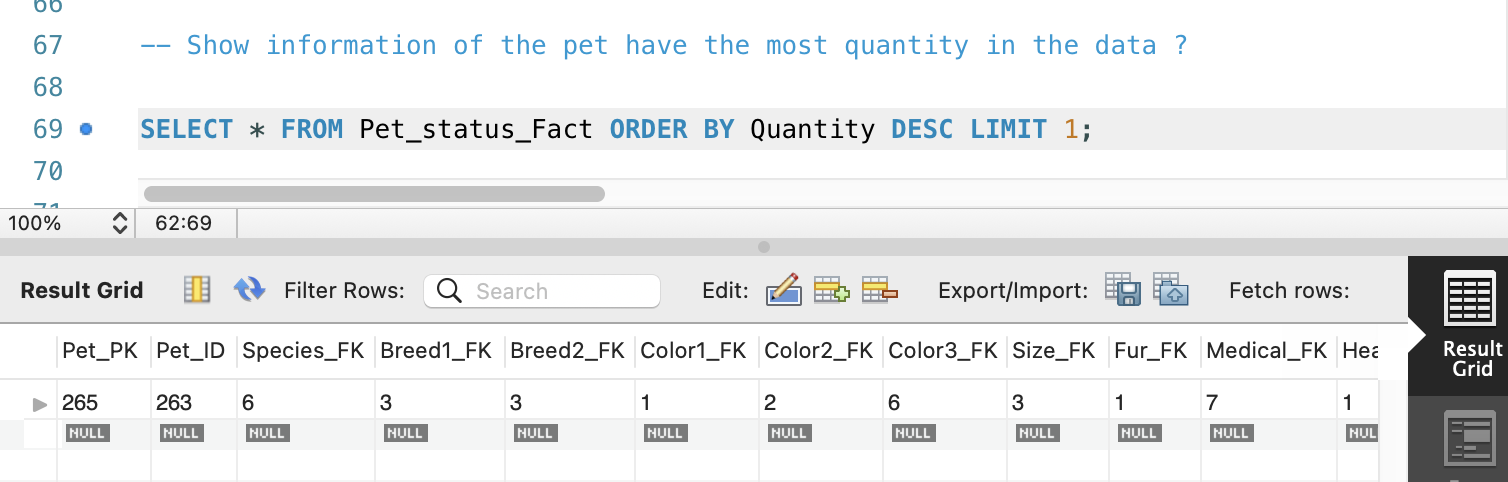 66
67 -- Show information of the pet have the most quantity in the data ?
68
69 SELECT * FROM Pet_status_Fact ORDER BY Quantity DESC LIMIT 1;
70
71
100% 62:69
Result Grid Filter Rows: Search Edit: Export/Import: Fetch rows:
Pet_PK Pet_ID Species_FK Breed1_FK Breed2_FK Color1_FK Color2_FK Color3_FK Size_FK Fur_FK Medical_FK Hea
265 263 6 3 3 1 2 6 3 1 7 1
NULL NULL NULL NULL NULL NULL NULL NULL NULL NULL NULL NUL
Result
Grid